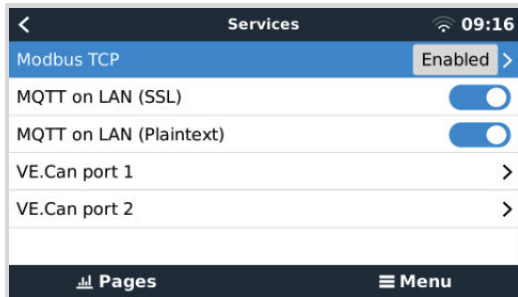 Services 09:16
Modbus TCP Enabled
MQTT on LAN (SSL)
MQTT on LAN (Plaintext)
VE.Can port 1
VE.Can port 2
Pages Menu